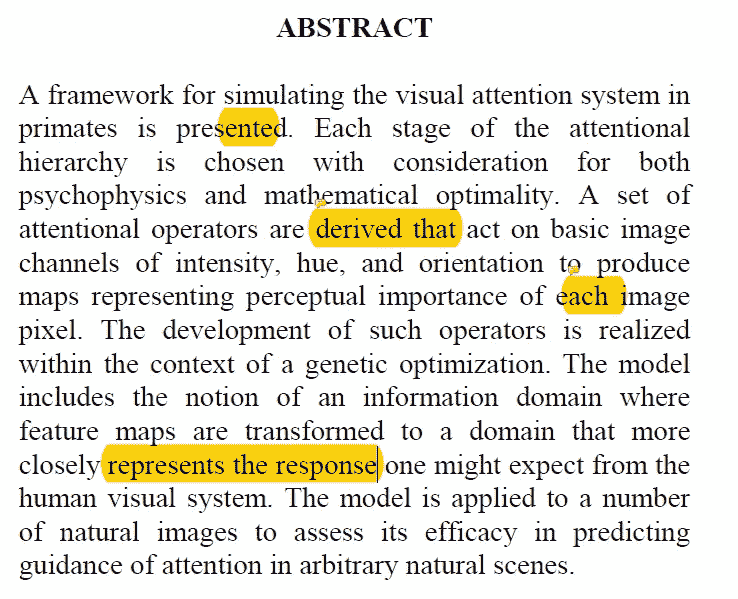 ABSTRACT
A framework for simulating the visual attention system in
primates is presented. Each stage of the attentional
hierarchy is chosen with consideration for both
psychophysics and mathematical optimality. A set of
attentional operators are derived that act on basic image
channels of intensity, hue, and orientation to produce
maps representing perceptual importance of each image
pixel. The development of such operators is realized
within the context of a genetic optimization. The model
includes the notion of an information domain where
feature maps are transformed to a domain that more
closely represents the response one might expect from the
human visual system. The model is applied to a number
of natural images to assess its efficacy in predicting
guidance of attention in arbitrary natural scenes.